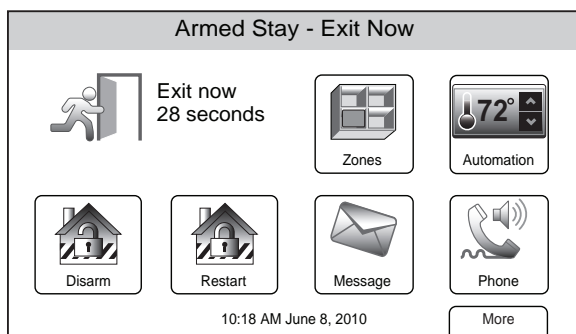 Armed Stay - Exit Now
Exit now
28 seconds
72°
Zones
Automation
Disarm
Restart
Message
Phone
10:18 AM June 8, 2010
More